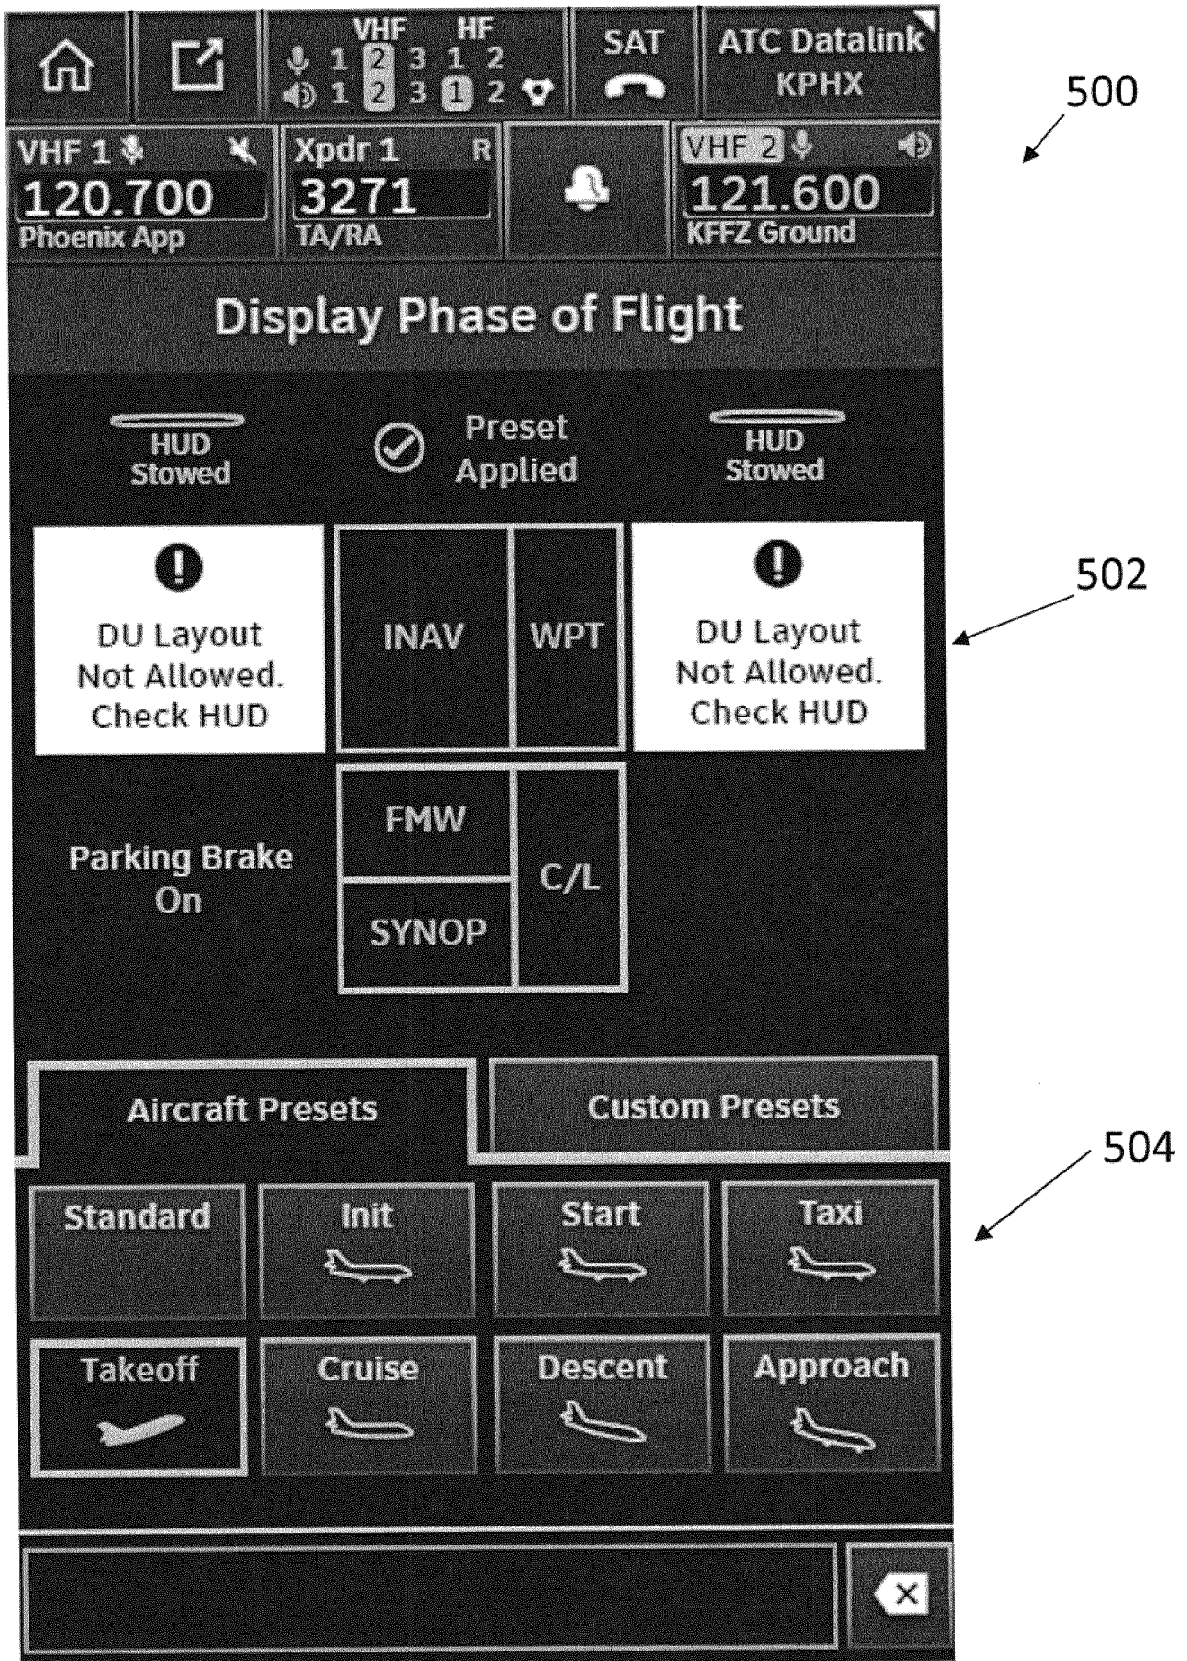 VHF HF
1 2 3 1 2
1 2 3 1 2
SAT
ATC Datalink
KPHX
500
VHF 1
120.700
Phoenix App
Xpdr 1 R
3271
TA/RA
VHF 2
121.600
KFFZ Ground
Display Phase of Flight
HUD
Stowed
Preset
Applied
HUD
Stowed
DU Layout
Not Allowed.
Check HUD
INAV
WPT
DU Layout
Not Allowed.
Check HUD
502
Parking Brake
On
FMW
SYNOP
C/L
Aircraft Presets
Custom Presets
504
Standard
Init
Start
Taxi
Takeoff
Cruise
Descent
Approach